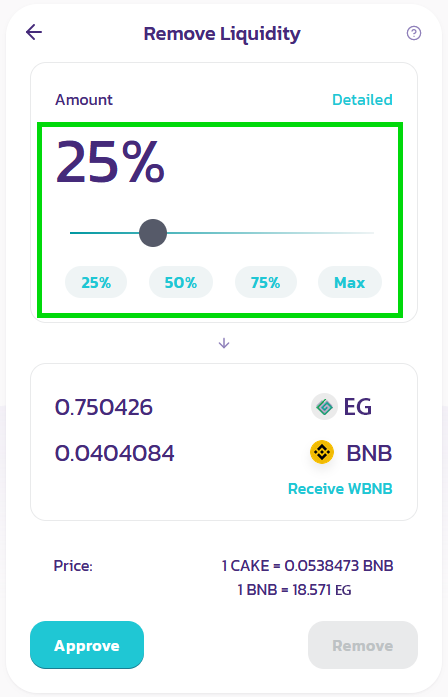 Remove Liquidity
Amount Detailed
25%
25% 50% 75% Max
0.750426 EG
0.0404084 BNB
Receive WBNB
Price: 1 CAKE = 0.0538473 BNB
1 BNB = 18.571 EG
Approve Remove